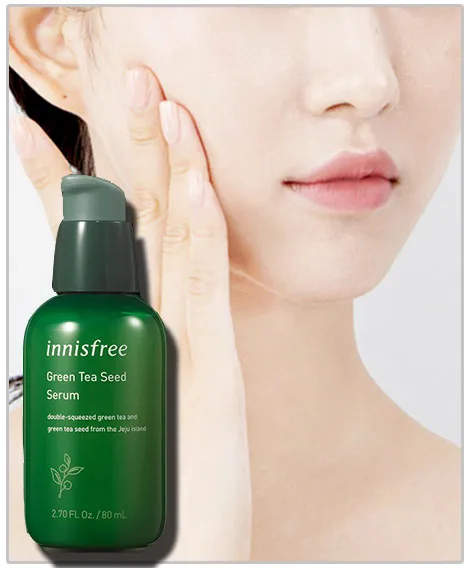 innisfree
Green Tea Seed
Serum
double-squeezed green tea and
green tea seed from the Jeju island
2.70 FL. Oz. / 80 mL